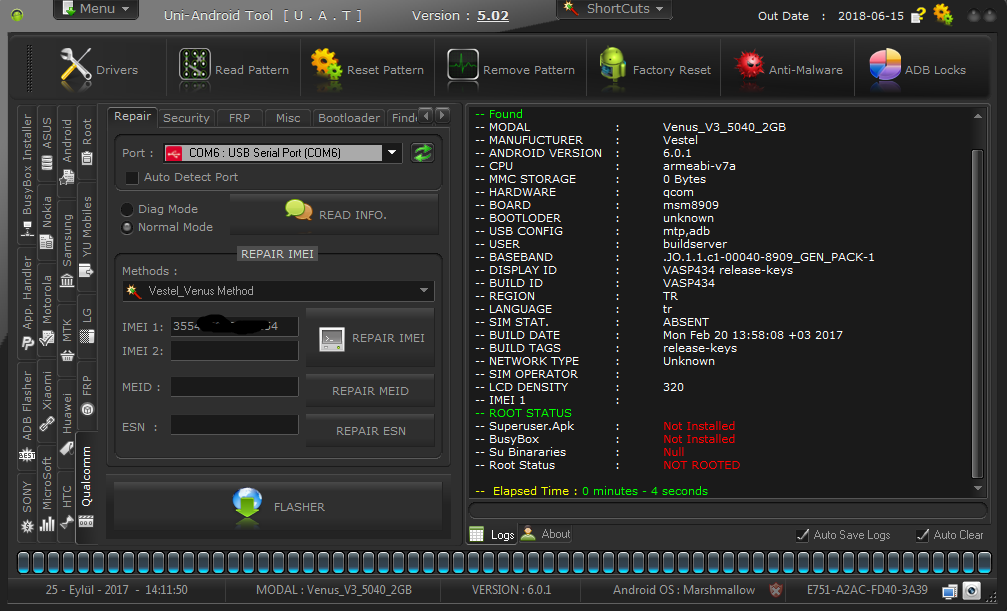 Menu
Uni-Android Tool [ U . A . T ]
Version : 5.02
ShortCuts
Out Date : 2018-06-15
Drivers
Read Pattern
Reset Pattern
Remove Pattern
Factory Reset
Anti-Malware
ADB Locks
BusyBox Installer
App. Handler
ADB Flasher
SONY
ASUS
Nokia
Motorola
Xiaomi
MicroSoft
Android
Samsung
MTK
Huawei
HTC
Root
YU Mobiles
LG
FRP
Qualcomm
Repair
Security
FRP
Misc
Bootloader
Find
Port :
COM6 : USB Serial Port (COM6)
Auto Detect Port
Diag Mode
Normal Mode
READ INFO.
REPAIR IMEI
Methods :
Vestel_Venus Method
IMEI 1: 3554 54
REPAIR IMEI
IMEI 2:
MEID :
REPAIR MEID
ESN :
REPAIR ESN
FLASHER
-- Found
-- MODAL : Venus_V3_5040_2GB
-- MANUFUCTURER : Vestel
-- ANDROID VERSION : 6.0.1
-- CPU : armeabi-v7a
-- MMC STORAGE : 0 Bytes
-- HARDWARE : qcom
-- BOARD : msm8909
-- BOOTLODER : unknown
-- USB CONFIG : mtp,adb
-- USER : buildserver
-- BASEBAND : .JO.1.1.c1-00040-8909_GEN_PACK-1
-- DISPLAY ID : VASP434 release-keys
-- BUILD ID : VASP434
-- REGION : TR
-- LANGUAGE : tr
-- SIM STAT. : ABSENT
-- BUILD DATE : Mon Feb 20 13:58:08 +03 2017
-- BUILD TAGS : release-keys
-- NETWORK TYPE : Unknown
-- SIM OPERATOR :
-- LCD DENSITY : 320
-- IMEI 1 :
-- ROOT STATUS
-- Superuser.Apk : Not Installed
-- BusyBox : Not Installed
-- Su Binararies : Null
-- Root Status : NOT ROOTED
-- Elapsed Time : 0 minutes - 4 seconds
Logs
About
Auto Save Logs
Auto Clear
25 - Eylül - 2017 - 14:11:50
MODAL : Venus_V3_5040_2GB
VERSION : 6.0.1
Android OS : Marshmallow
E751-A2AC-FD40-3A39